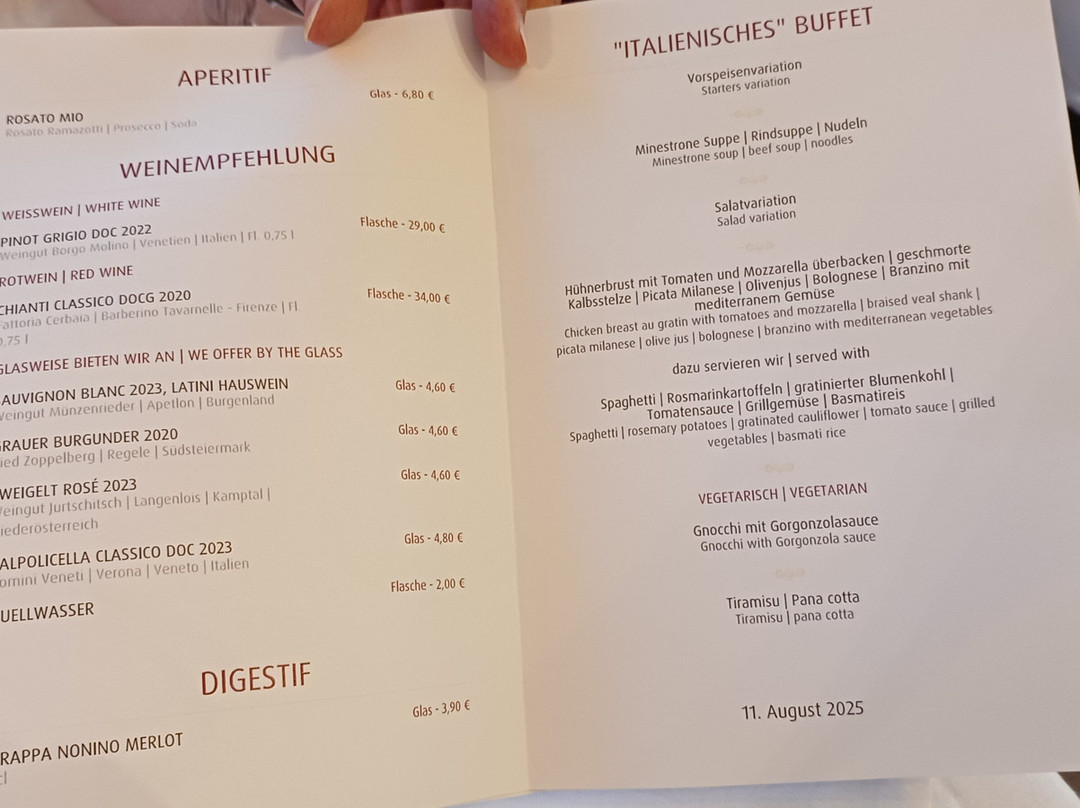 APERITIF
Glas - 6,80 €
ROSATO MIO
Rosato Ramazotti | Prosecco | Soda
WEINEMPFEHLUNG
WEISSWEIN | WHITE WINE
PINOT GRIGIO DOC 2022
Flasche - 29,00 €
Weingut Borgo Molino | Venetien | Italien | Fl. 0,75 l
ROTWEIN | RED WINE
CHIANTI CLASSICO DOCG 2020
Flasche - 34,00 €
Fattoria Cerbaia | Barberino Tavarnelle - Firenze | Fl.
0,75 l
GLASWEISE BIETEN WIR AN | WE OFFER BY THE GLASS
AUVIGNON BLANC 2023, LATINI HAUSWEIN
Glas - 4,60 €
Weingut Münzenrieder | Apetlon | Burgenland
GRAUER BURGUNDER 2020
Glas - 4,60 €
ied Zoppelberg | Regele | Südsteiermark
WEIGELT ROSÉ 2023
Glas - 4,60 €
Weingut Jurtschitsch | Langenlois | Kamptal |
iederösterreich
ALPOLICELLA CLASSICO DOC 2023
Glas - 4,80 €
omini Veneti | Verona | Veneto | Italien
UELLWASSER
Flasche - 2,00 €
DIGESTIF
RAPPA NONINO MERLOT
Glas - 3,90 €
cl
"ITALIENISCHES" BUFFET
Vorspeisenvariation
Starters variation
Minestrone Suppe | Rindsuppe | Nudeln
Minestrone soup | beef soup | noodles
Salatvariation
Salad variation
Hühnerbrust mit Tomaten und Mozzarella überbacken | geschmorte
Kalbsstelze | Picata Milanese | Olivenjus | Bolognese | Branzino mit
mediterranem Gemüse
Chicken breast au gratin with tomatoes and mozzarella | braised veal shank |
picata milanese | olive jus | bolognese | branzino with mediterranean vegetables
dazu servieren wir | served with
Spaghetti | Rosmarinkartoffeln | gratinierter Blumenkohl |
Tomatensauce | Grillgemüse | Basmatireis
Spaghetti | rosemary potatoes | gratinated cauliflower | tomato sauce | grilled
vegetables | basmati rice
VEGETARISCH | VEGETARIAN
Gnocchi mit Gorgonzolasauce
Gnocchi with Gorgonzola sauce
Tiramisu | Pana cotta
Tiramisu | pana cotta
11. August 2025